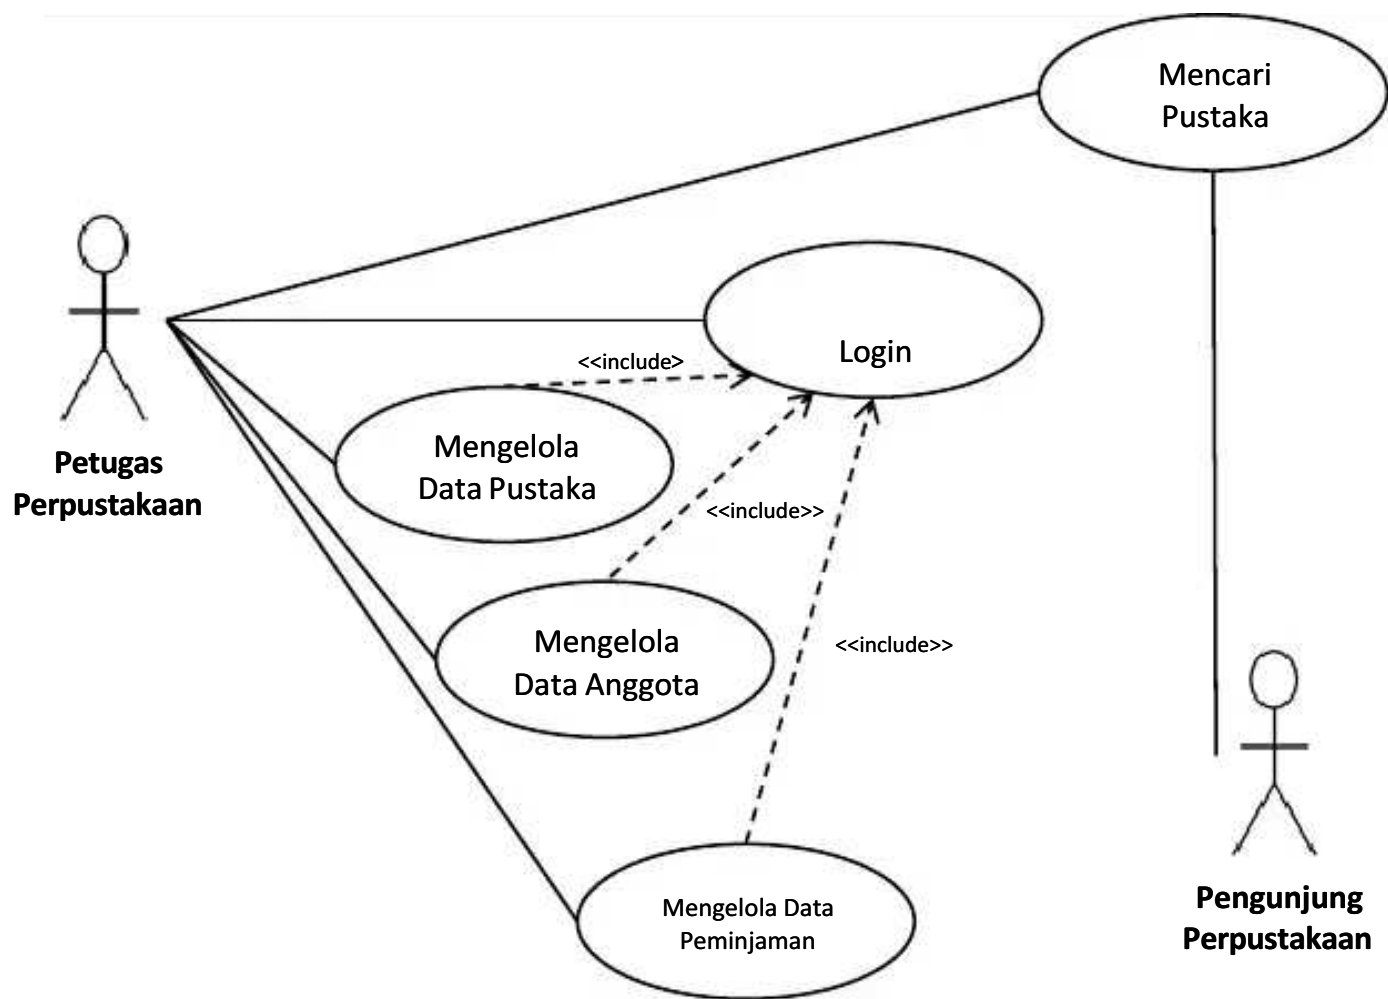 Mencari
Pustaka
Login
<<include>
Mengelola
Data Pustaka
Petugas
Perpustakaan
<<include>>
Mengelola
Data Anggota
<<include>>
Mengelola Data
Peminjaman
Pengunjung
Perpustakaan